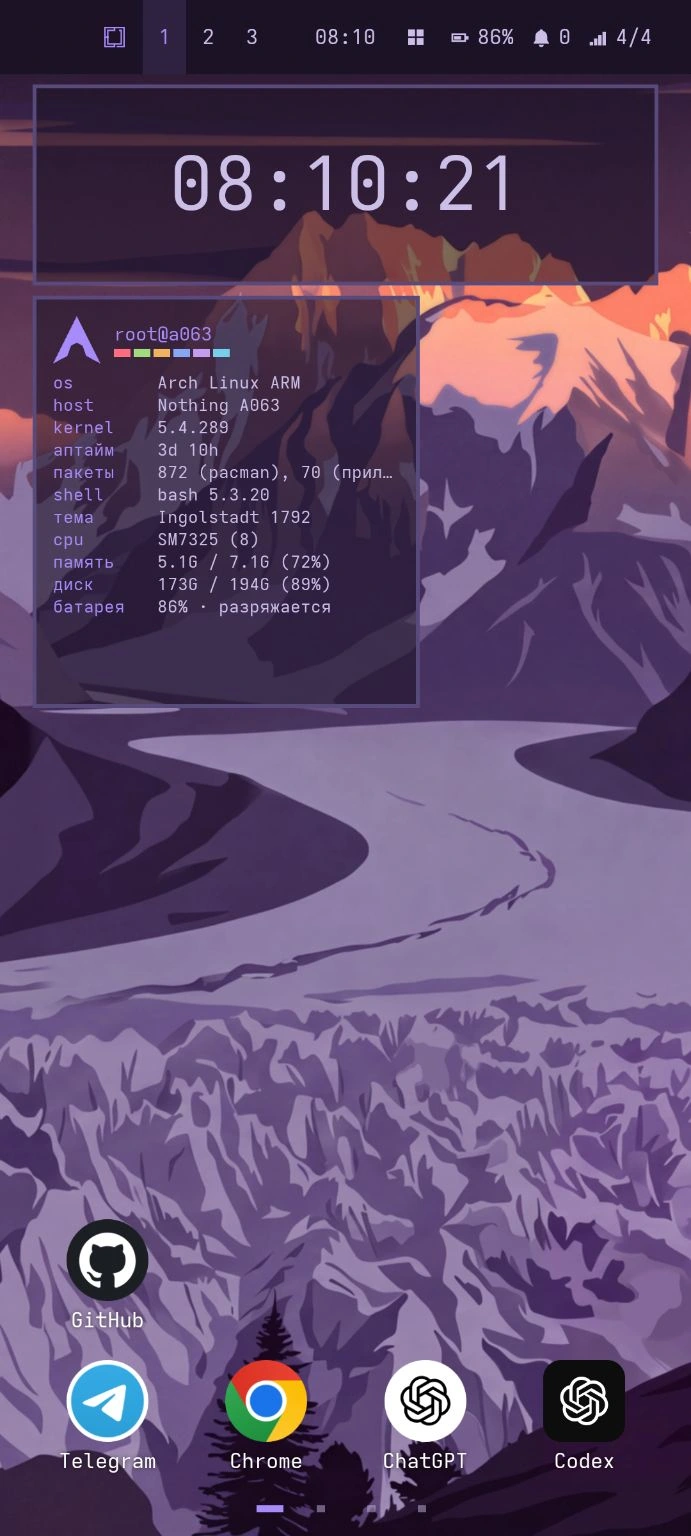 1 2 3 08:10 86% 0 4/4
08:10:21
root@a063
os Arch Linux ARM
host Nothing A063
kernel 5.4.289
аптайм 3d 10h
пакеты 872 (pacman), 70 (прил…
shell bash 5.3.20
тема Ingolstadt 1792
cpu SM7325 (8)
память 5.1G / 7.1G (72%)
диск 173G / 194G (89%)
батарея 86% · разряжается
GitHub
Telegram Chrome ChatGPT Codex